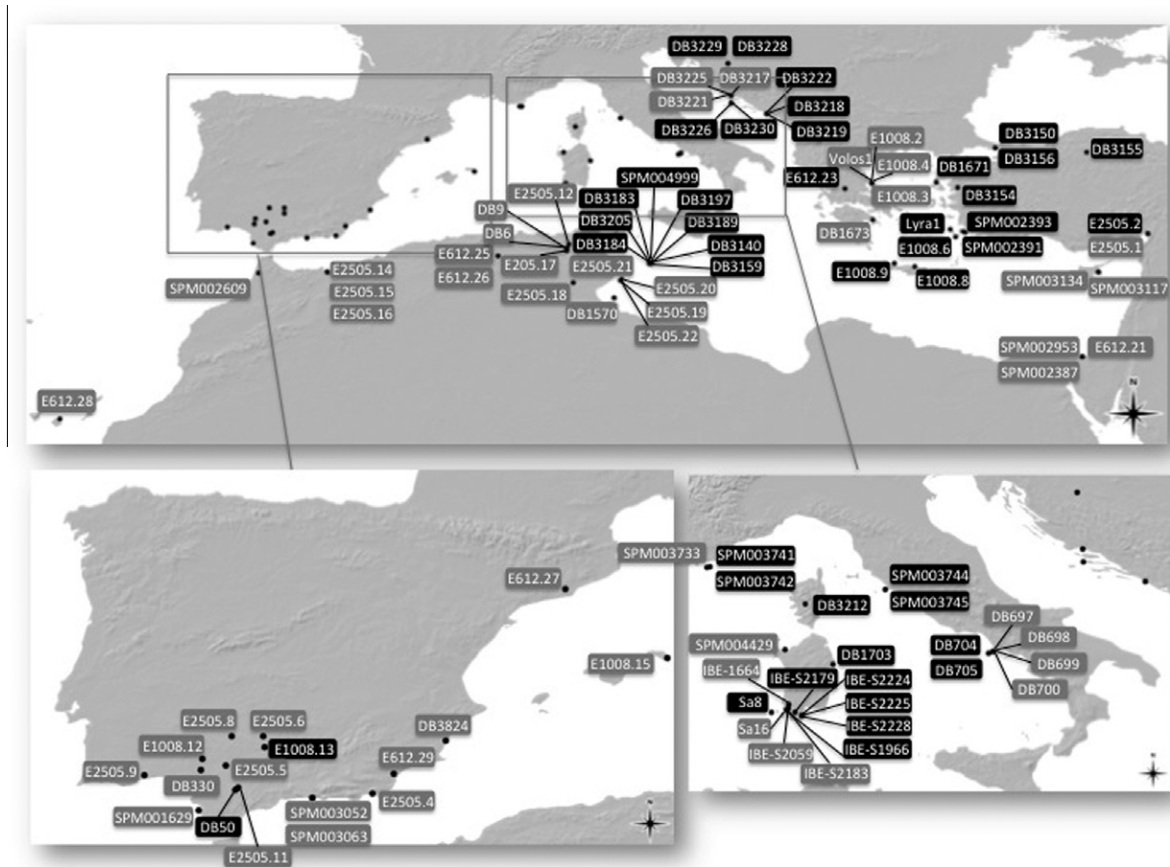 DB3229 DB3228
DB3225 DB3217 DB3222
DB3221 DB3218
DB3226 DB3230 DB3219
E1008.2
DB3150
Volos1 E1008.4 DB3155
SPM004999 DB1671 DB3156
E612.23
E2505.12 DB3183 DB3197 E1008.3 DB3154
DB9 DB3205 DB3189 Lyra1 SPM002393 E2505.2
DB6 DB1673
DB3184 DB3140 E1008.6 SPM002391 E2505.1
E612.25 E205.17 E2505.21 DB3159
E612.26 E1008.9 E1008.8 SPM003134
SPM002609 E2505.14 E2505.18 E2505.20 SPM003117
E2505.15 DB1570 E2505.19
E2505.16 E2505.22
SPM002953 E612.21
SPM002387
E612.28
N
E612.27
E1008.15
E2505.8 E2505.6 DB3824
E1008.12 E1008.13
E2505.9 E2505.5 E612.29
DB330
E2505.4
SPM001629 SPM003052
DB50 SPM003063
E2505.11
N
SPM003733 SPM003741
SPM003742 SPM003744
DB3212 SPM003745
DB697
DB698
SPM004429 DB704
DB1703 DB699
IBE-1664 IBE-S2179 IBE-S2224 DB705
DB700
Sa8 IBE-S2225
Sa16 IBE-S2228
IBE-S2059 IBE-S1966
IBE-S2183
N